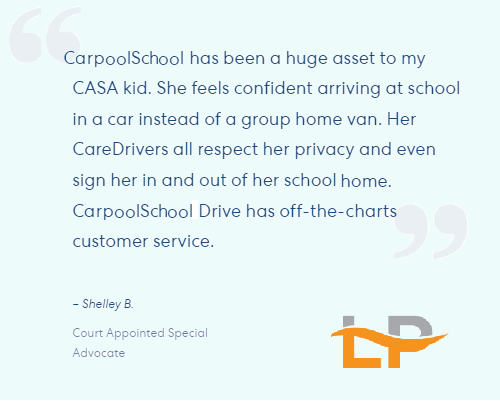 CarpoolSchool has been a huge asset to my
CASA kid. She feels confident arriving at school
in a car instead of a group home van. Her
CareDrivers all respect her privacy and even
sign her in and out of her school home.
CarpoolSchool Drive has off-the-charts
customer service.
– Shelley B.
Court Appointed Special
Advocate
LP